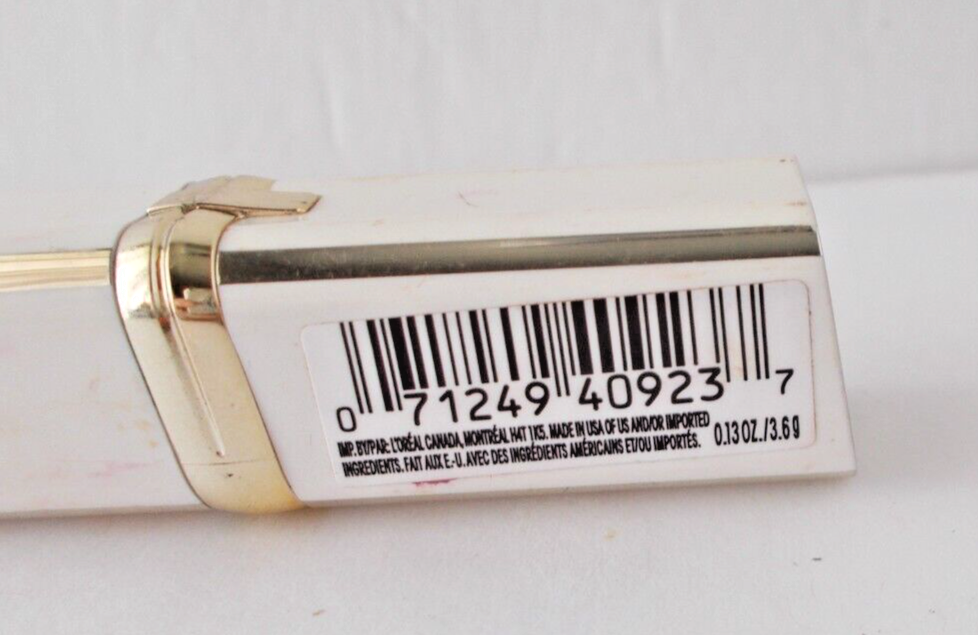 0 71249 40923 7
IMP. BY/PAR: L'ORÉAL CANADA, MONTRÉAL H4T 1K5. MADE IN USA OF US AND/OR IMPORTED
INGREDIENTS. FAIT AUX É.-U. AVEC DES INGRÉDIENTS AMÉRICAINS ET/OU IMPORTÉS.
0.13 OZ./3.6 g